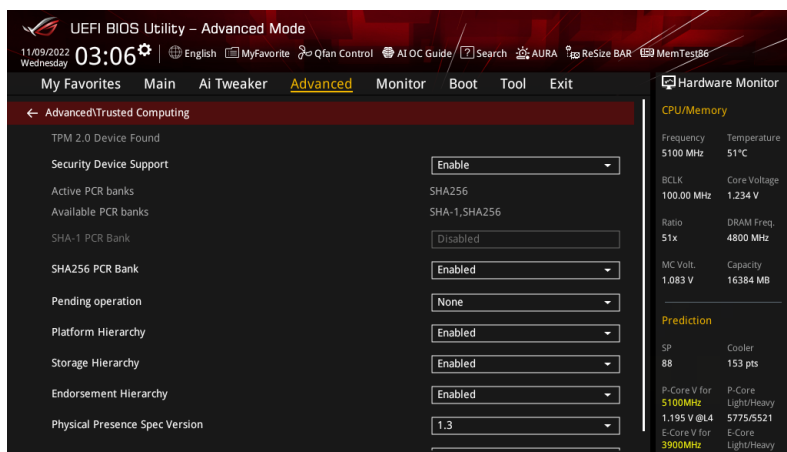 UEFI BIOS Utility – Advanced Mode
11/09/2022 Wednesday 03:06 English MyFavorite Qfan Control AI OC Guide ? Search AURA ReSize BAR MemTest86
My Favorites Main Ai Tweaker Advanced Monitor Boot Tool Exit
← Advanced\Trusted Computing
TPM 2.0 Device Found
Security Device Support Enable
Active PCR banks SHA256
Available PCR banks SHA-1,SHA256
SHA-1 PCR Bank Disabled
SHA256 PCR Bank Enabled
Pending operation None
Platform Hierarchy Enabled
Storage Hierarchy Enabled
Endorsement Hierarchy Enabled
Physical Presence Spec Version 1.3
Hardware Monitor
CPU/Memory
Frequency Temperature
5100 MHz 51°C
BCLK Core Voltage
100.00 MHz 1.234 V
Ratio DRAM Freq.
51x 4800 MHz
MC Volt. Capacity
1.083 V 16384 MB
Prediction
SP Cooler
88 153 pts
P-Core V for P-Core
5100MHz Light/Heavy
1.195 V @L4 5775/5521
E-Core V for E-Core
3900MHz Light/Heavy